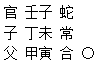 官 壬子 蛇
子 丁未 常
父 甲寅 合 〇